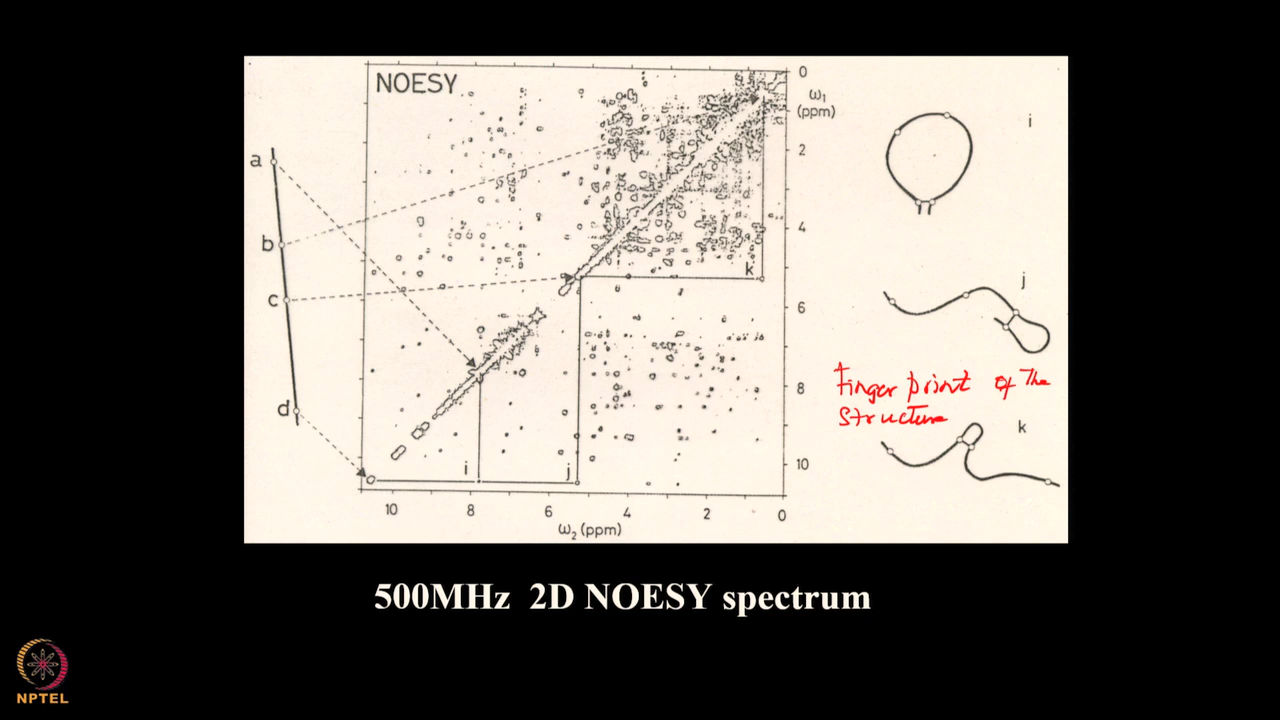 NOESY
0
ω₁
(ppm)
2
4
6
8
10
a
b
c
d
k
i
j
10
8
6
4
2
0
ω₂ (ppm)
i
j
Finger print of The
Structure
k
500MHz 2D NOESY spectrum
NPTEL